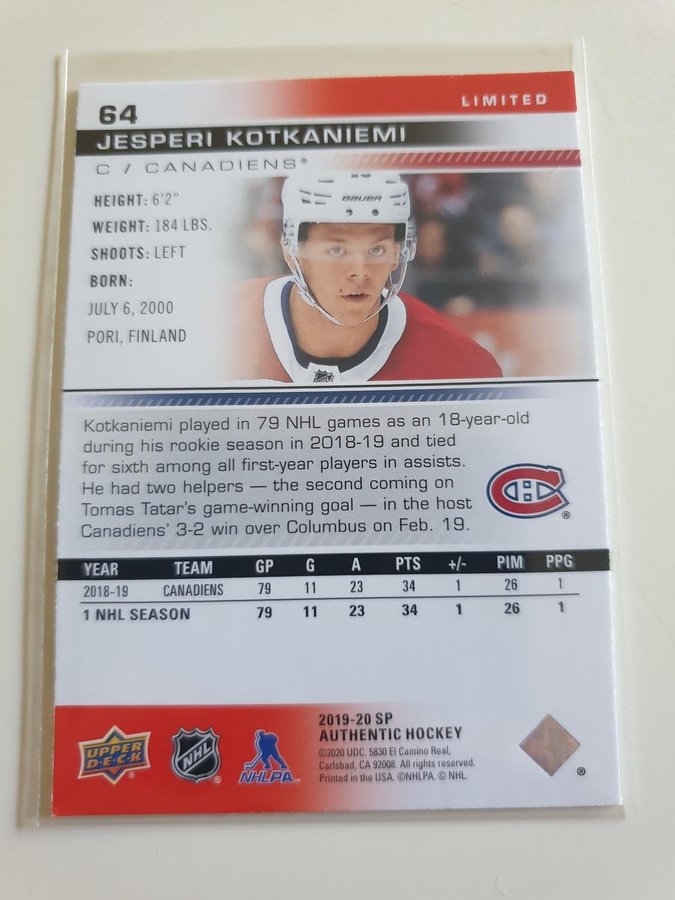 64
LIMITED
JESPERI KOTKANIEMI
C / CANADIENS®
HEIGHT: 6'2"
WEIGHT: 184 LBS.
SHOOTS: LEFT
BORN:
JULY 6, 2000
PORI, FINLAND
BAUER
Kotkaniemi played in 79 NHL games as an 18-year-old
during his rookie season in 2018-19 and tied
for sixth among all first-year players in assists.
He had two helpers — the second coming on
Tomas Tatar's game-winning goal — in the host
Canadiens' 3-2 win over Columbus on Feb. 19.
®
YEAR TEAM GP G A PTS +/- PIM PPG
2018-19 CANADIENS 79 11 23 34 1 26 1
1 NHL SEASON 79 11 23 34 1 26 1
UPPER
D·E·C·K
NHL
NHLPA
2019-20 SP
AUTHENTIC HOCKEY
©2020 UDC. 5830 El Camino Real,
Carlsbad, CA 92008. All rights reserved.
Printed in the USA. ©NHLPA. © NHL.
®